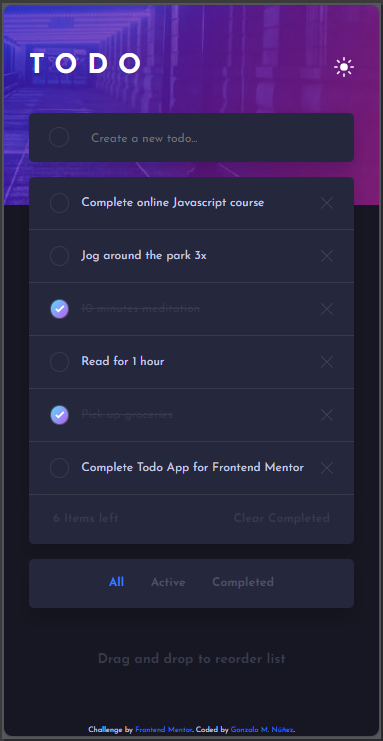 TODO
Create a new todo...
Complete online Javascript course
Jog around the park 3x
10 minutes meditation
Read for 1 hour
Pick up groceries
Complete Todo App for Frontend Mentor
6 Items left Clear Completed
All Active Completed
Drag and drop to reorder list
Challenge by Frontend Mentor. Coded by Gonzalo M. Núñez.